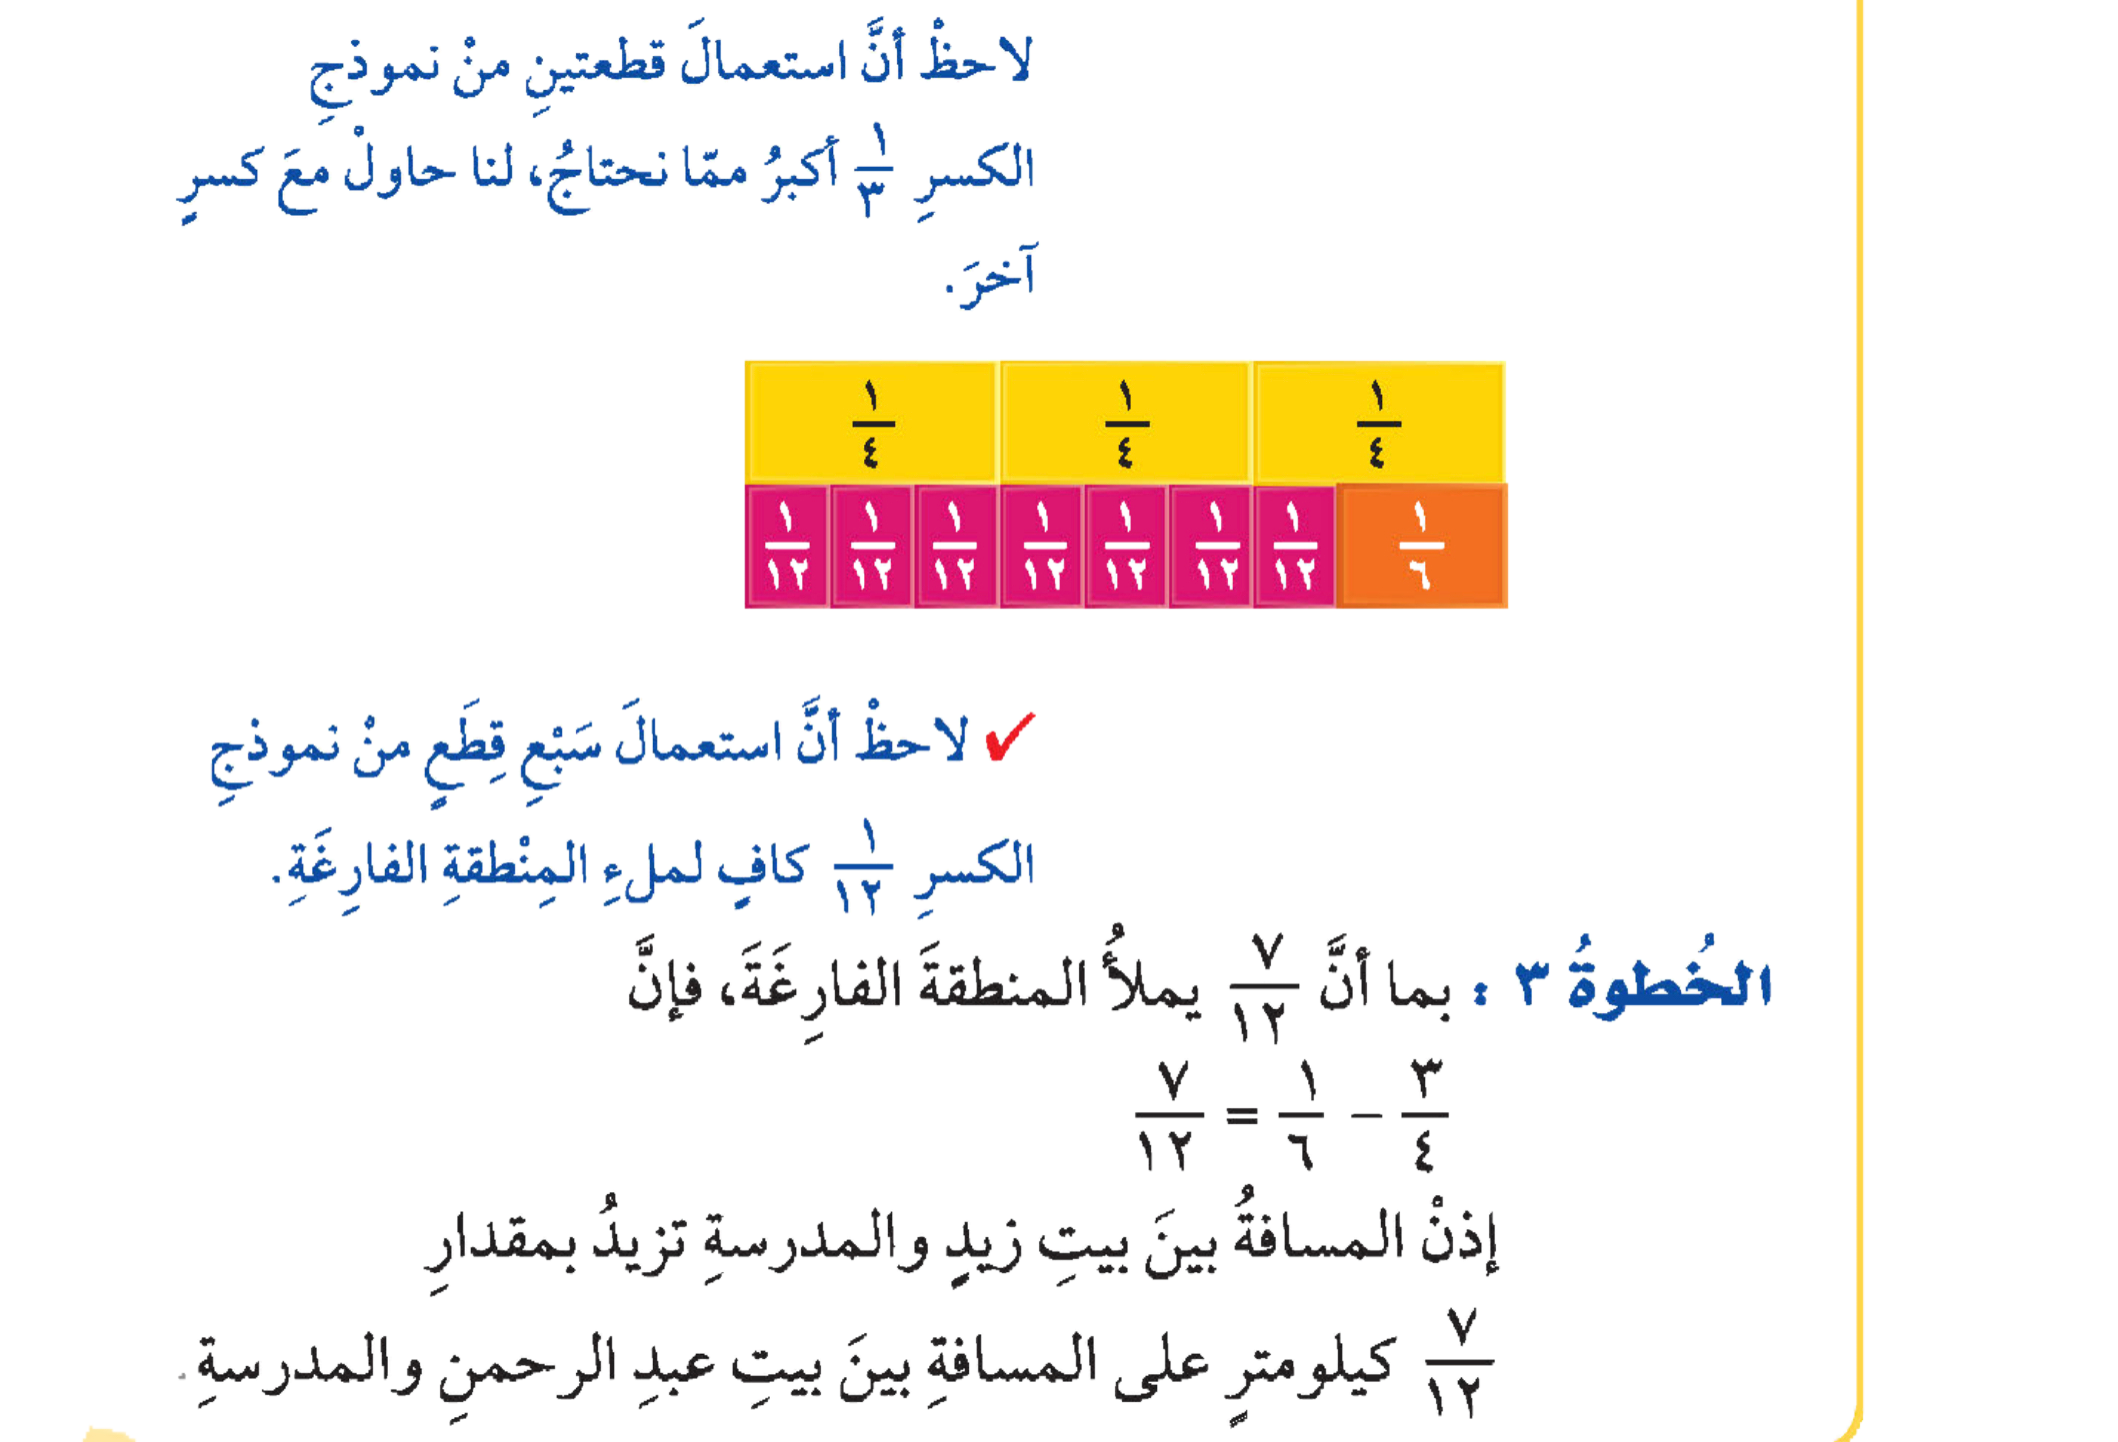 لاحظْ أنَّ استعمالَ قطعتينِ منْ نموذجِ
الكسرِ ١/٣ أكبرُ ممّا نحتاجُ، لنا حاولْ معَ كسرٍ
آخرَ.
١/٤ ١/٤ ١/٤
١/٦ ١/١٢ ١/١٢ ١/١٢ ١/١٢ ١/١٢ ١/١٢ ١/١٢
✓ لاحظْ أنَّ استعمالَ سَبْعِ قِطَعٍ منْ نموذجِ
الكسرِ ١/١٢ كافٍ لملءِ المِنْطقةِ الفارِغَةِ.
الخُطوةُ ٣ : بما أنَّ ٧/١٢ يملأُ المنطقةَ الفارِغَةَ، فإنَّ
٣/٤ − ١/٦ = ٧/١٢
إذنْ المسافةُ بينَ بيتِ زيدٍ والمدرسةِ تزيدُ بمقدارِ
٧/١٢ كيلومترٍ على المسافةِ بينَ بيتِ عبدِ الرحمنِ والمدرسةِ.